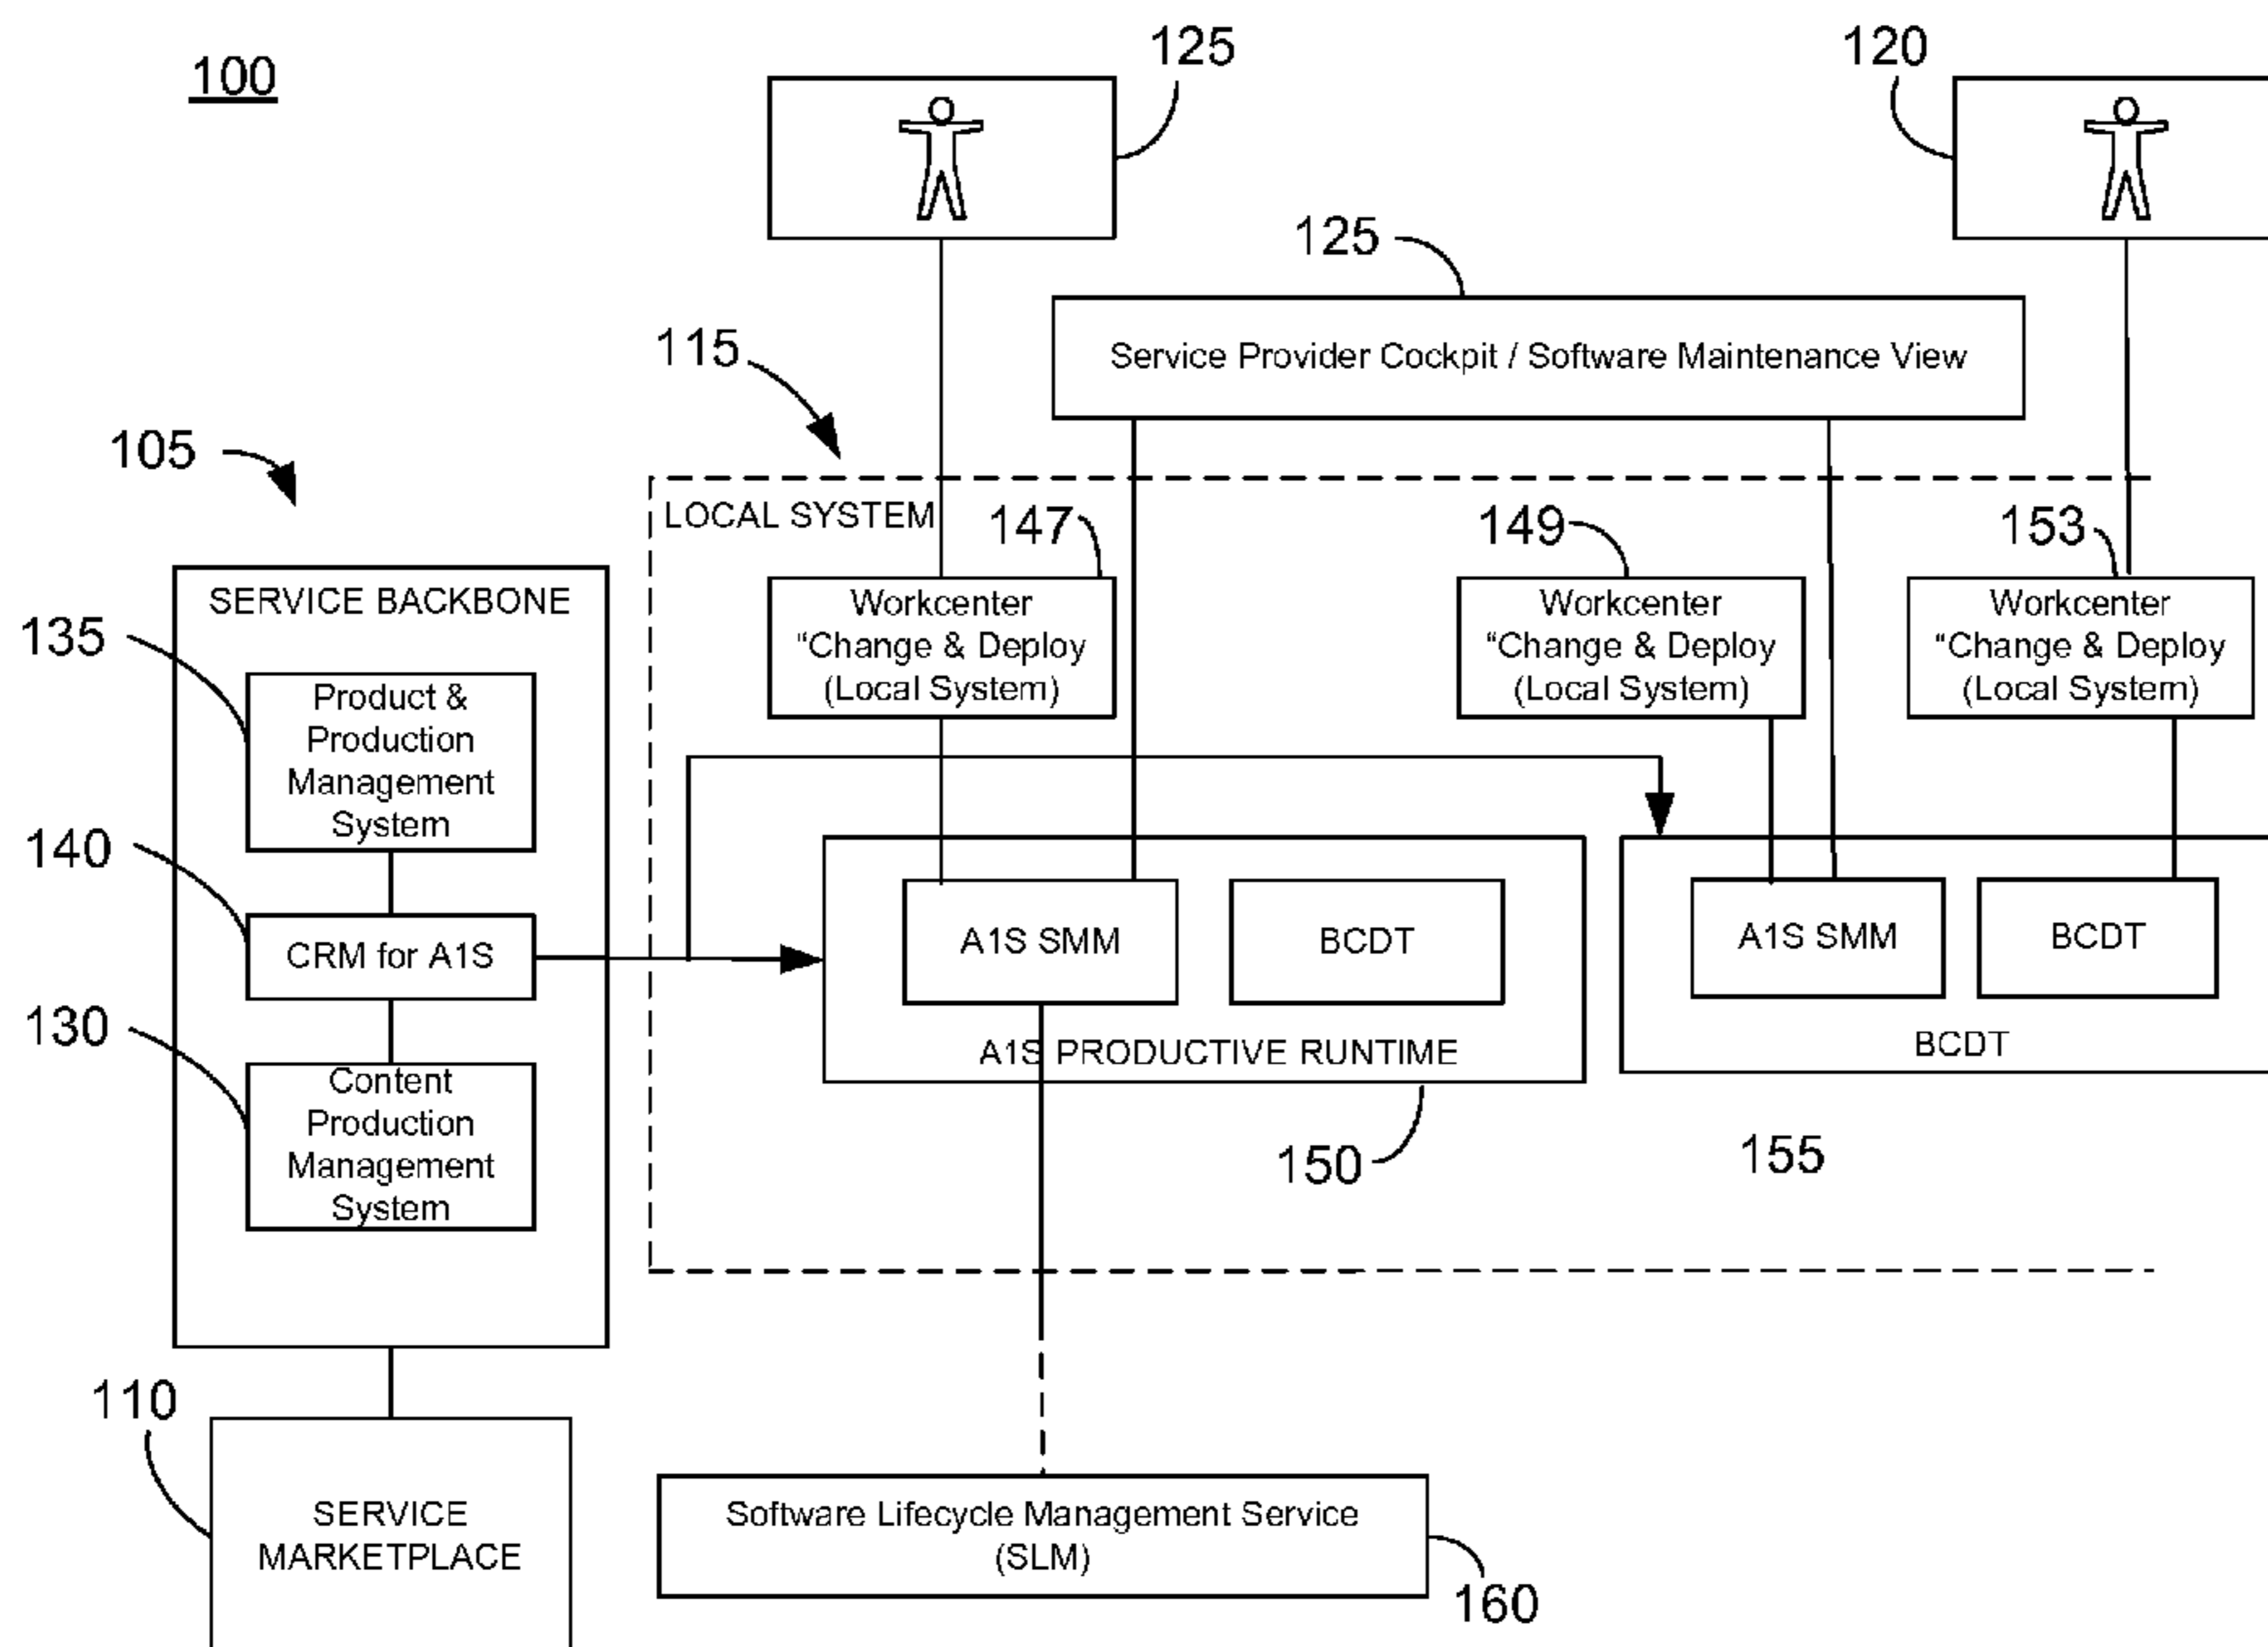 100
125
120
125
Service Provider Cockpit / Software Maintenance View
115
105
LOCAL SYSTEM
147
149
153
SERVICE BACKBONE
Workcenter
“Change & Deploy
(Local System)
Workcenter
“Change & Deploy
(Local System)
Workcenter
“Change & Deploy
(Local System)
135
Product &
Production
Management
System
140
CRM for A1S
A1S SMM
BCDT
A1S PRODUCTIVE RUNTIME
A1S SMM
BCDT
BCDT
130
Content
Production
Management
System
150
155
110
SERVICE
MARKETPLACE
Software Lifecycle Management Service
(SLM)
160